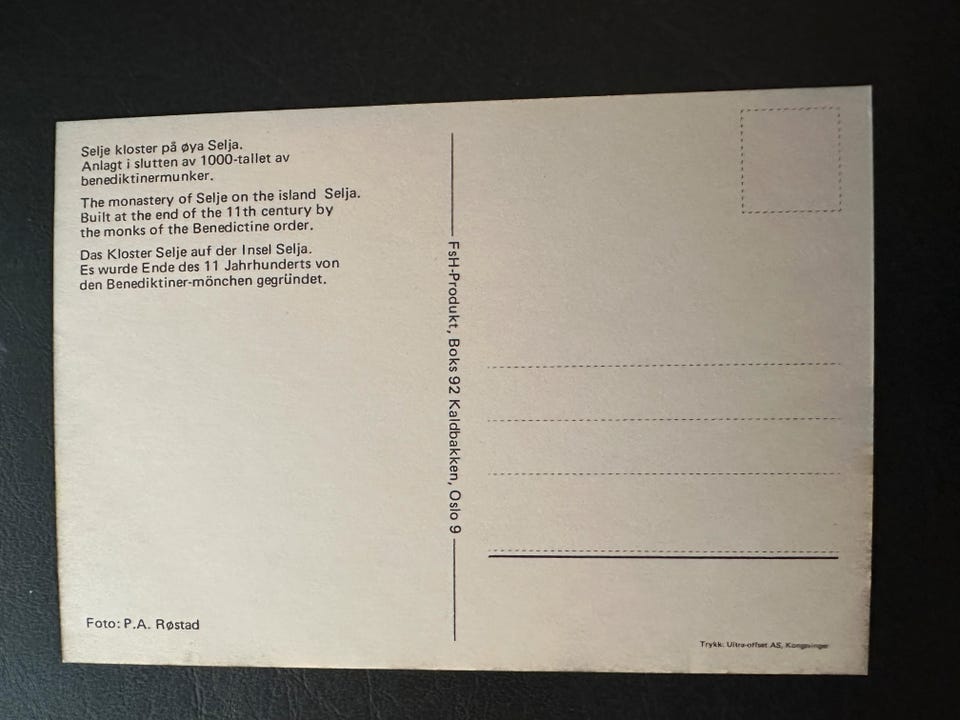 Selje kloster på øya Selja.
Anlagt i slutten av 1000-tallet av
benediktinermunker.
The monastery of Selje on the island Selja.
Built at the end of the 11th century by
the monks of the Benedictine order.
Das Kloster Selje auf der Insel Selja.
Es wurde Ende des 11 Jahrhunderts von
den Benediktiner-mönchen gegründet.
Foto: P.A. Røstad
FsH-Produkt, Boks 92 Kaldbakken, Oslo 9
Trykk: Ultra-offset AS,